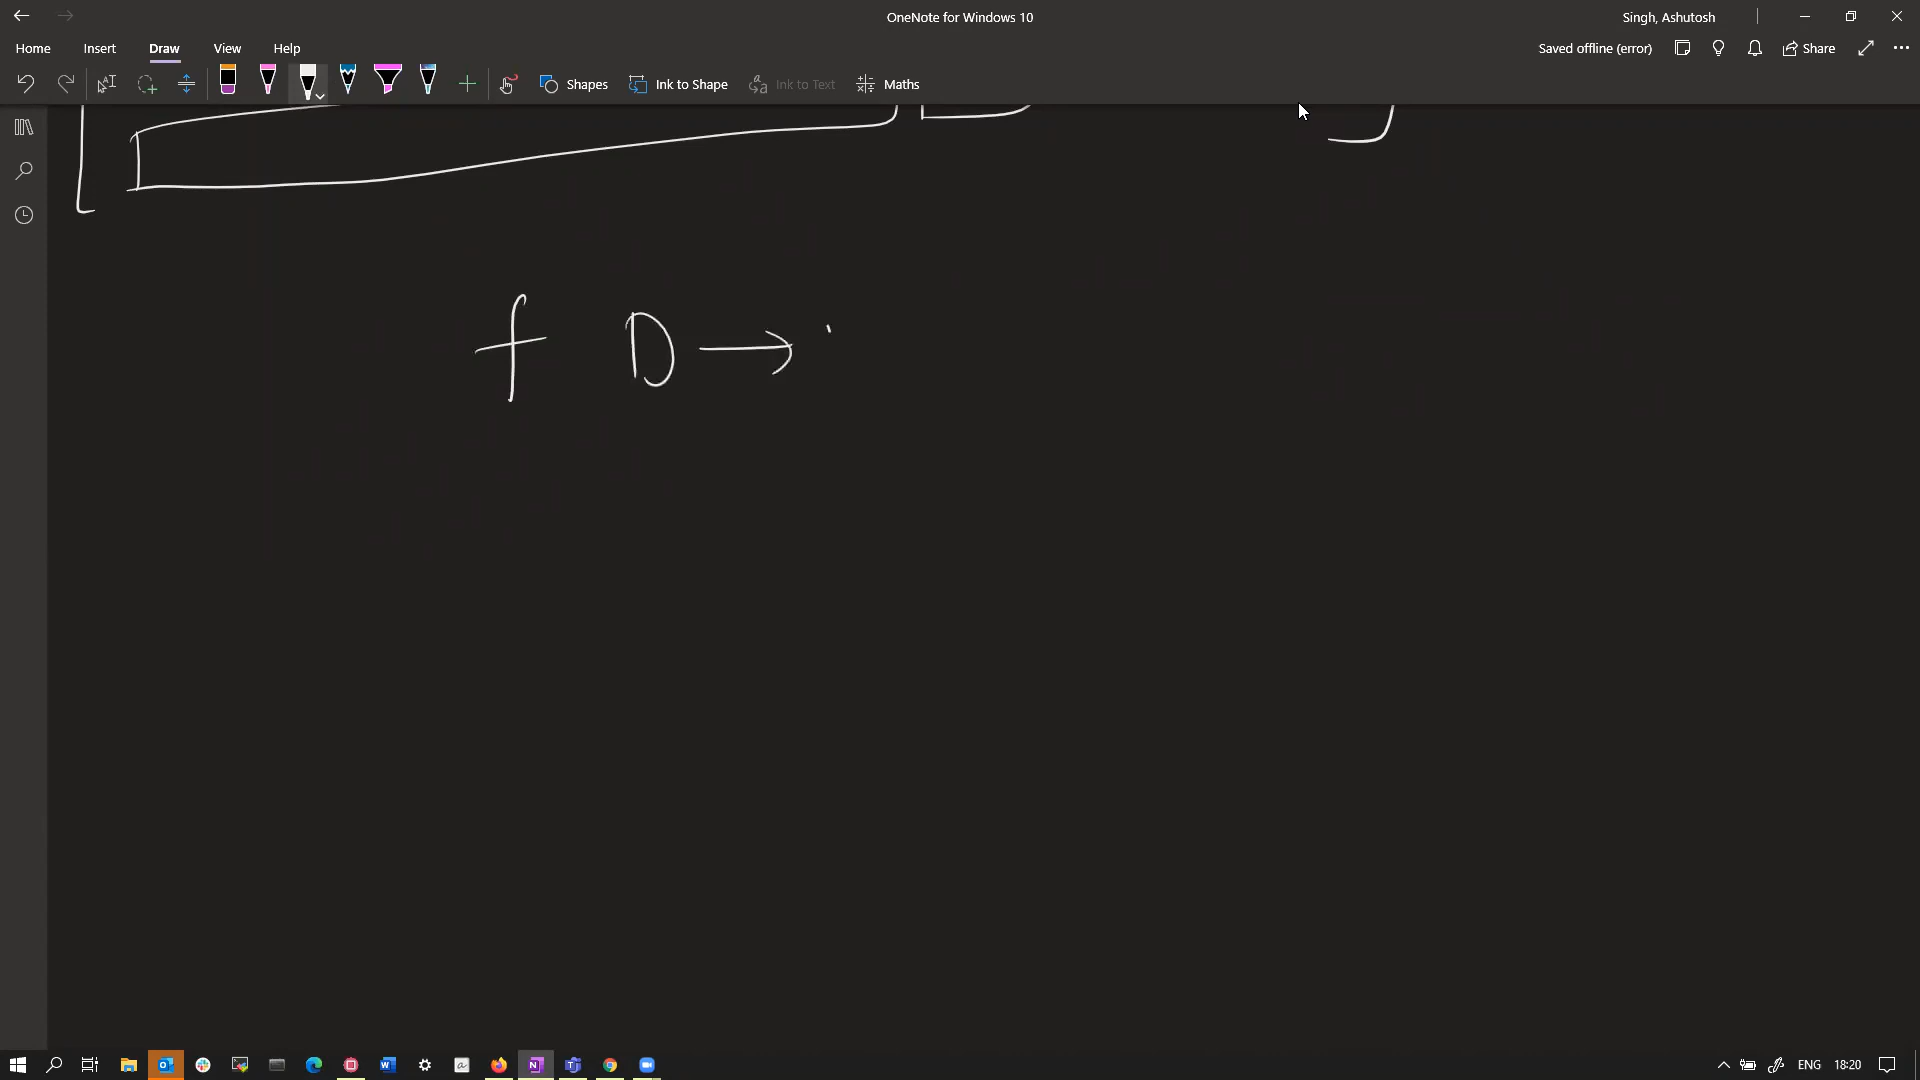 OneNote for Windows 10
Singh, Ashutosh
Home Insert Draw View Help
Saved offline (error) Share
Shapes Ink to Shape Ink to Text Maths
f D →
ENG 18:20